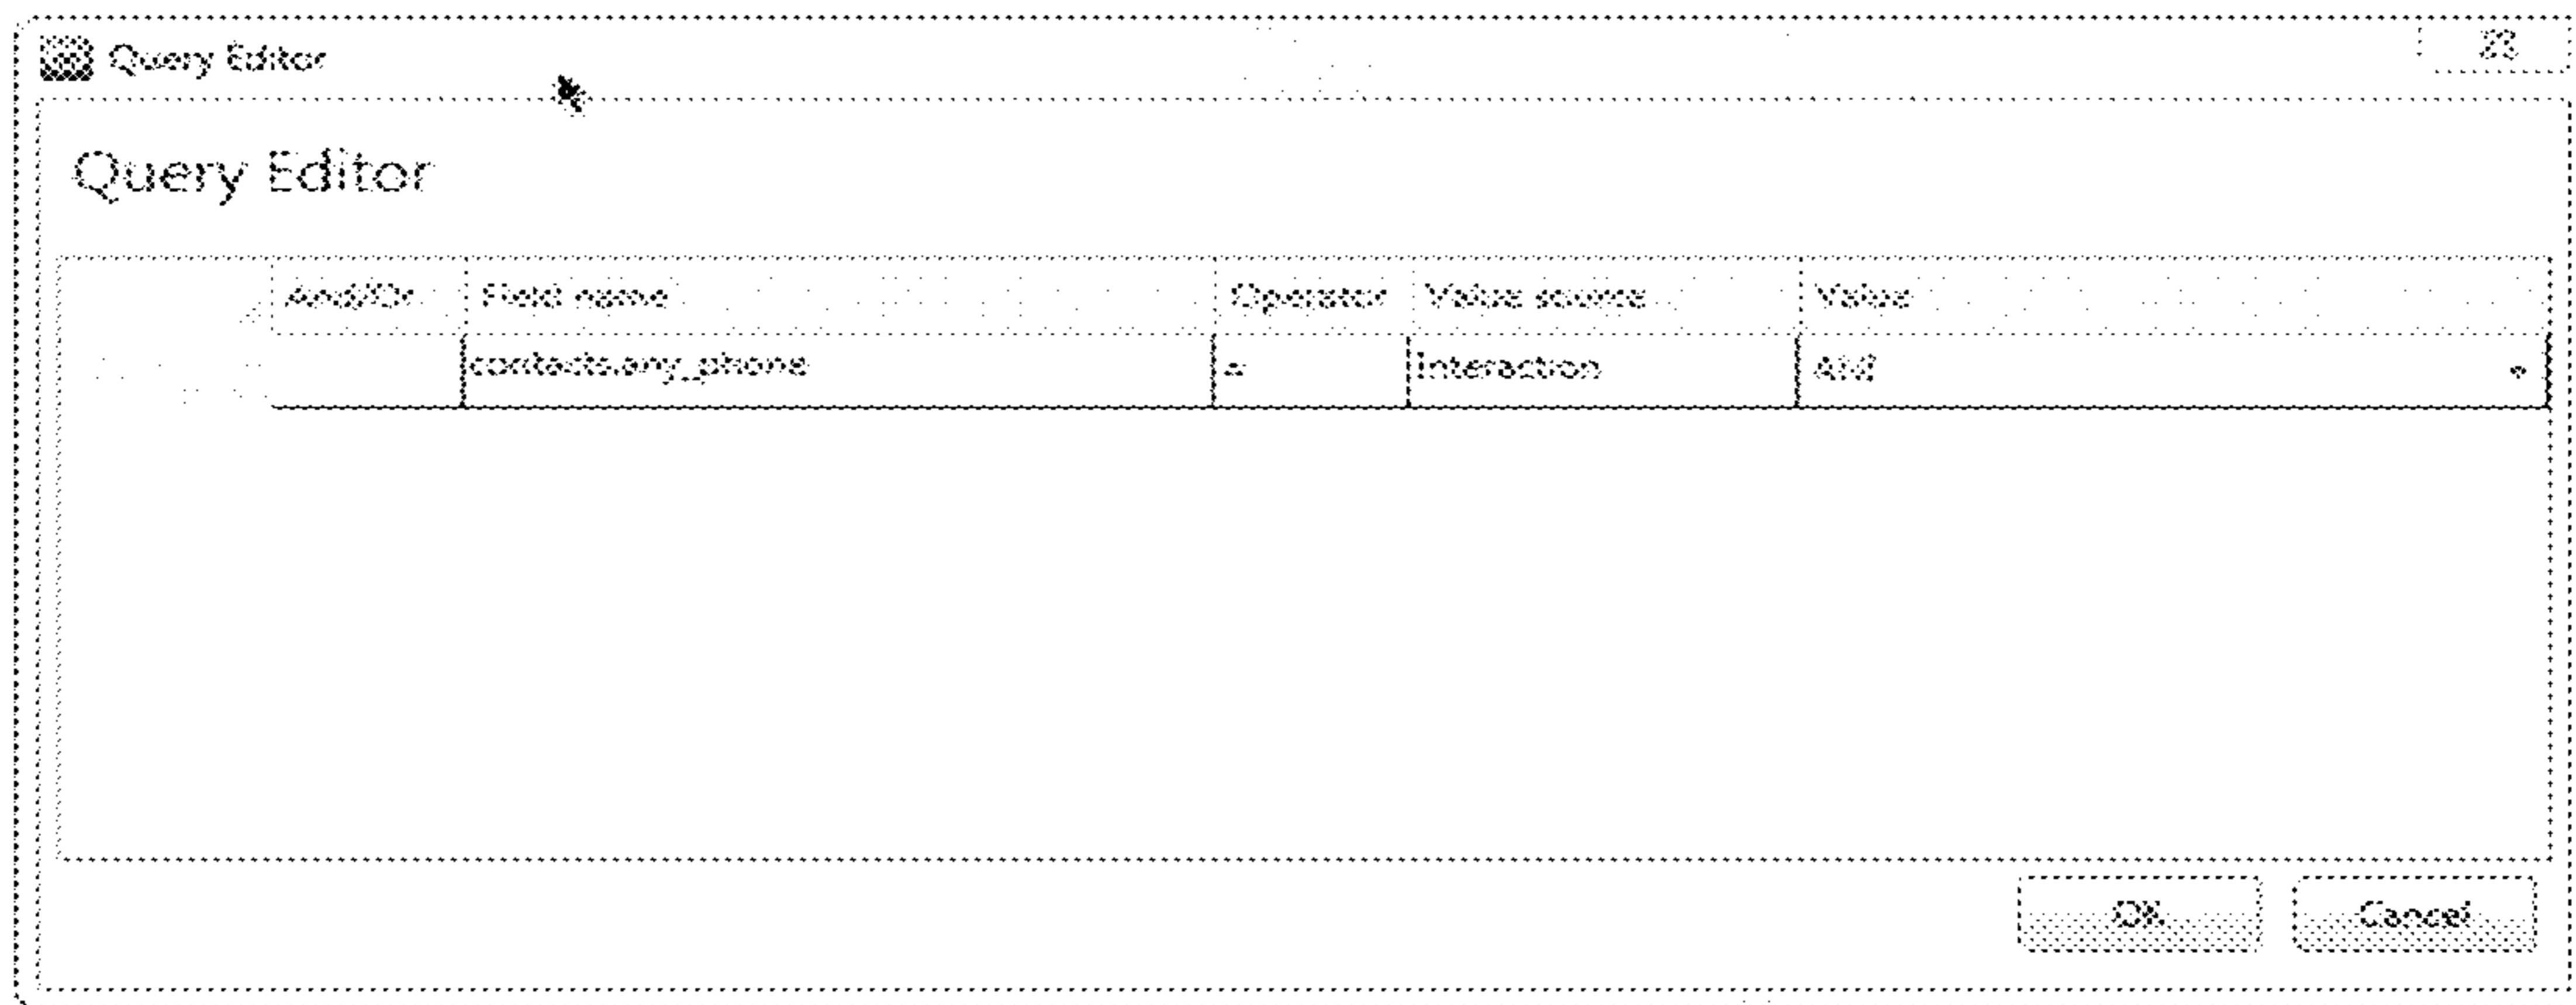 Query Editor
Query Editor
And/Or Field name Operator Value source Value
contacts.any_phone = interaction ANI
Ok Cancel